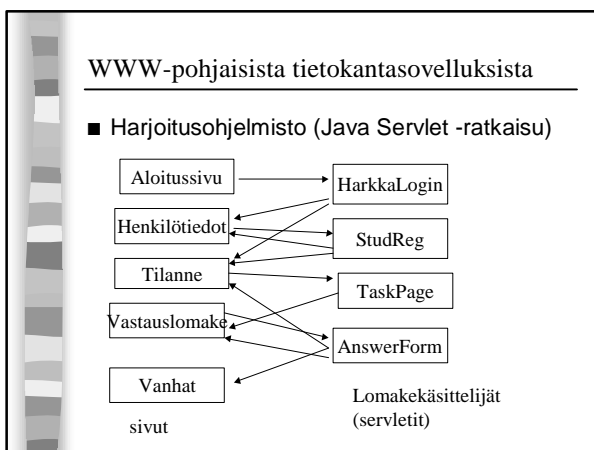 WWW-pohjaisista tietokantasovelluksista
■ Harjoitusohjelmisto (Java Servlet -ratkaisu)
Aloitussivu
HarkkaLogin
Henkilötiedot
StudReg
Tilanne
TaskPage
Vastauslomake
AnswerForm
Vanhat
Lomakekäsittelijät
(servletit)
sivut